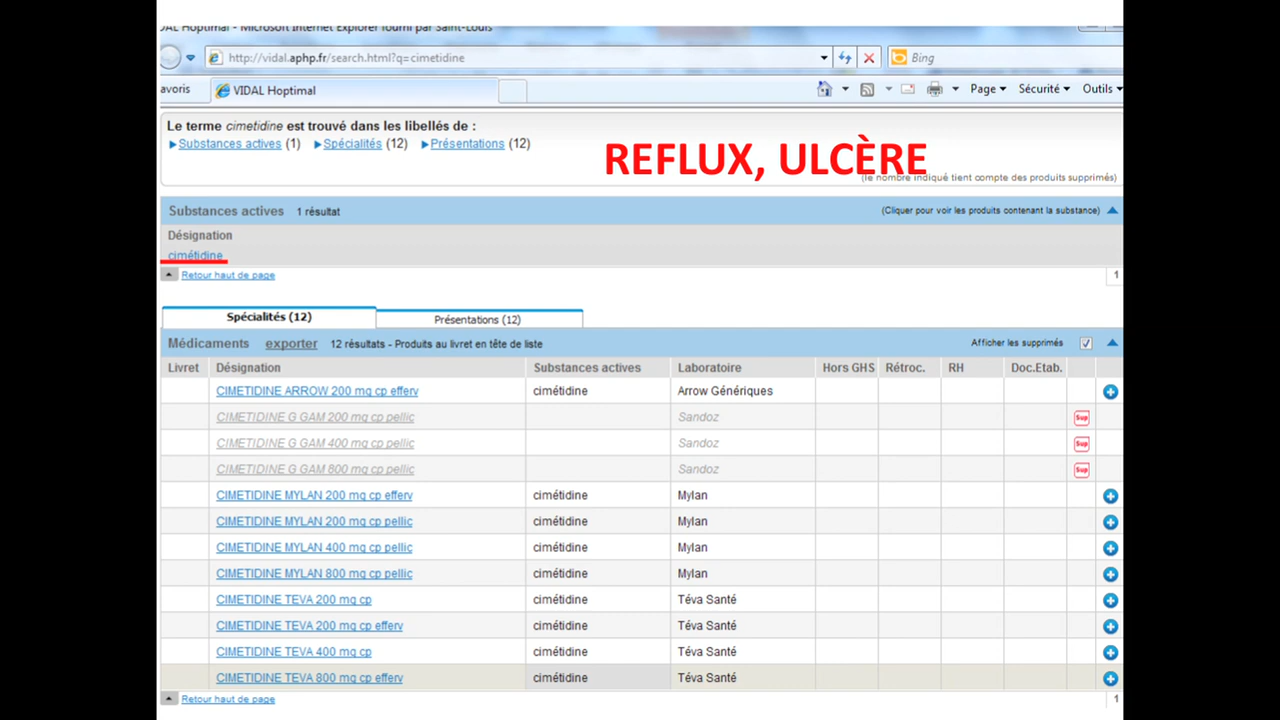 DAL Hoptimal - Microsoft Internet Explorer fourni par Saint-Louis
http://vidal.aphp.fr/search.html?q=cimetidine
Bing
avoris
VIDAL Hoptimal
Page
Sécurité
Outils
Le terme cimetidine est trouvé dans les libellés de :
Substances actives (1) Spécialités (12) Présentations (12)
REFLUX, ULCÈRE
(le nombre indiqué tient compte des produits supprimés)
Substances actives 1 résultat (Cliquer pour voir les produits contenant la substance)
Désignation
cimétidine
Retour haut de page 1
Spécialités (12) Présentations (12)
Médicaments exporter 12 résultats - Produits au livret en tête de liste Afficher les supprimés
Livret Désignation Substances actives Laboratoire Hors GHS Rétroc. RH Doc.Etab.
CIMETIDINE ARROW 200 mg cp efferv cimétidine Arrow Génériques
CIMETIDINE G GAM 200 mg cp pellic Sandoz Sup
CIMETIDINE G GAM 400 mg cp pellic Sandoz Sup
CIMETIDINE G GAM 800 mg cp pellic Sandoz Sup
CIMETIDINE MYLAN 200 mg cp efferv cimétidine Mylan
CIMETIDINE MYLAN 200 mg cp pellic cimétidine Mylan
CIMETIDINE MYLAN 400 mg cp pellic cimétidine Mylan
CIMETIDINE MYLAN 800 mg cp pellic cimétidine Mylan
CIMETIDINE TEVA 200 mg cp cimétidine Téva Santé
CIMETIDINE TEVA 200 mg cp efferv cimétidine Téva Santé
CIMETIDINE TEVA 400 mg cp cimétidine Téva Santé
CIMETIDINE TEVA 800 mg cp efferv cimétidine Téva Santé
Retour haut de page 1